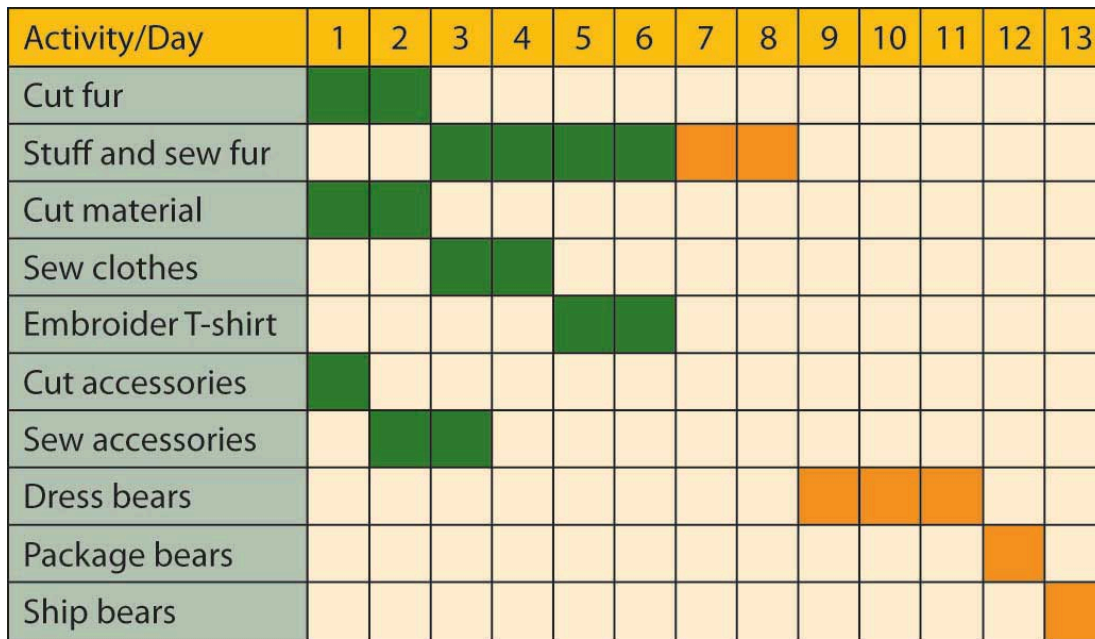 Activity/Day 1 2 3 4 5 6 7 8 9 10 11 12 13
Cut fur
Stuff and sew fur
Cut material
Sew clothes
Embroider T-shirt
Cut accessories
Sew accessories
Dress bears
Package bears
Ship bears